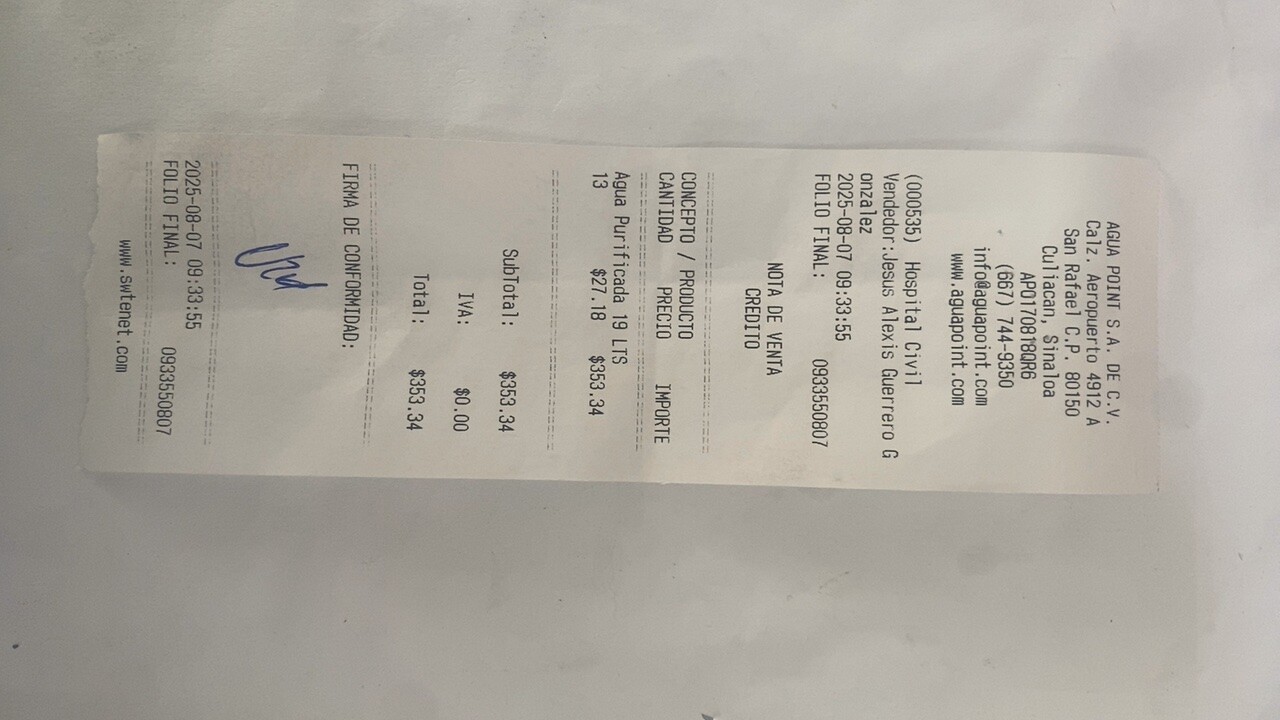 AGUA POINT S.A. DE C.V.
Calz. Aeropuerto 4912 A
San Rafael C.P. 80150
Culiacan, Sinaloa
APO170818QR6
(667) 744-9350
info@aguapoint.com
www.aguapoint.com
(000535) Hospital Civil
Vendedor:Jesus Alexis Guerrero G
onzalez
2025-08-07 09:33:55
FOLIO FINAL: 0933550807
NOTA DE VENTA
CREDITO
CONCEPTO / PRODUCTO
CANTIDAD PRECIO IMPORTE
Agua Purificada 19 LTS
13 $27.18 $353.34
SubTotal: $353.34
IVA: $0.00
Total: $353.34
FIRMA DE CONFORMIDAD:
2025-08-07 09:33:55
FOLIO FINAL: 0933550807
www.swtenet.com